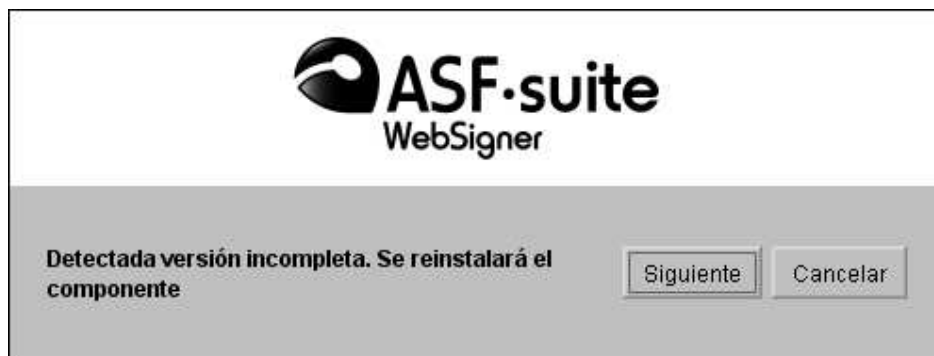 ASF·suite
WebSigner
Detectada versión incompleta. Se reinstalará el
componente
Siguiente
Cancelar